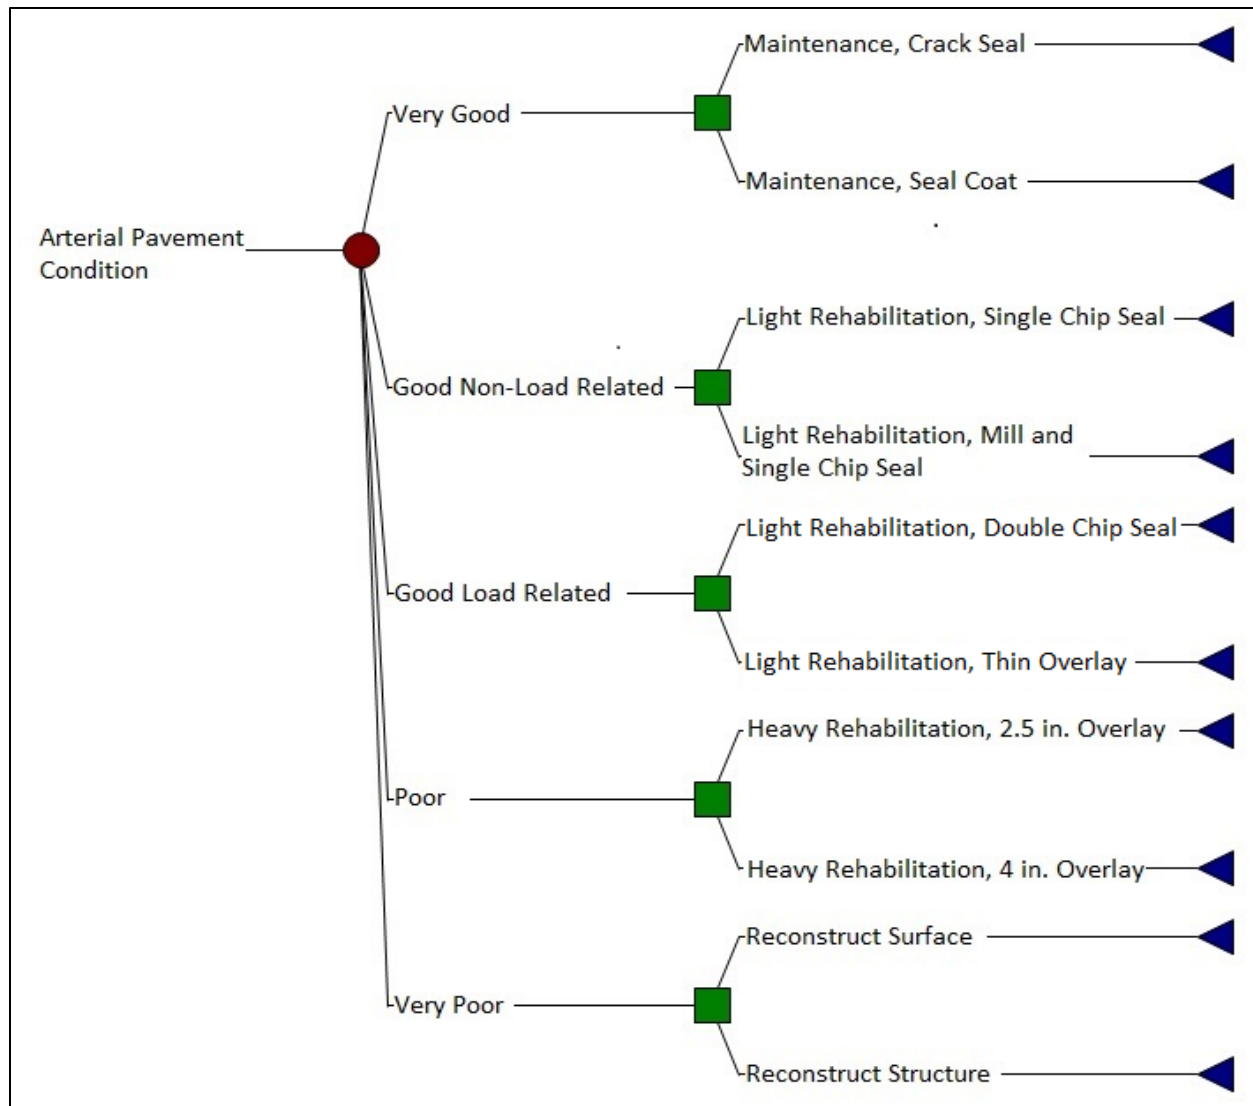 Maintenance, Crack Seal
Very Good
Maintenance, Seal Coat
Arterial Pavement
Condition
Light Rehabilitation, Single Chip Seal
Good Non-Load Related
Light Rehabilitation, Mill and
Single Chip Seal
Light Rehabilitation, Double Chip Seal
Good Load Related
Light Rehabilitation, Thin Overlay
Heavy Rehabilitation, 2.5 in. Overlay
Poor
Heavy Rehabilitation, 4 in. Overlay
Reconstruct Surface
Very Poor
Reconstruct Structure